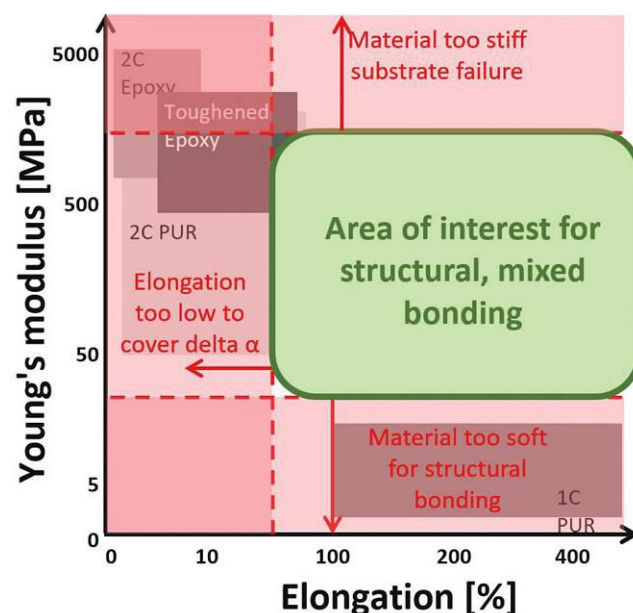 Young's modulus [MPa]
5000
500
50
5
0
2C
Epoxy
Toughened
Epoxy
2C PUR
Material too stiff
substrate failure
Area of interest for
structural, mixed
bonding
Elongation
too low to
cover delta α
Material too soft
for structural
bonding
1C
PUR
0 10 100 200 400
Elongation [%]